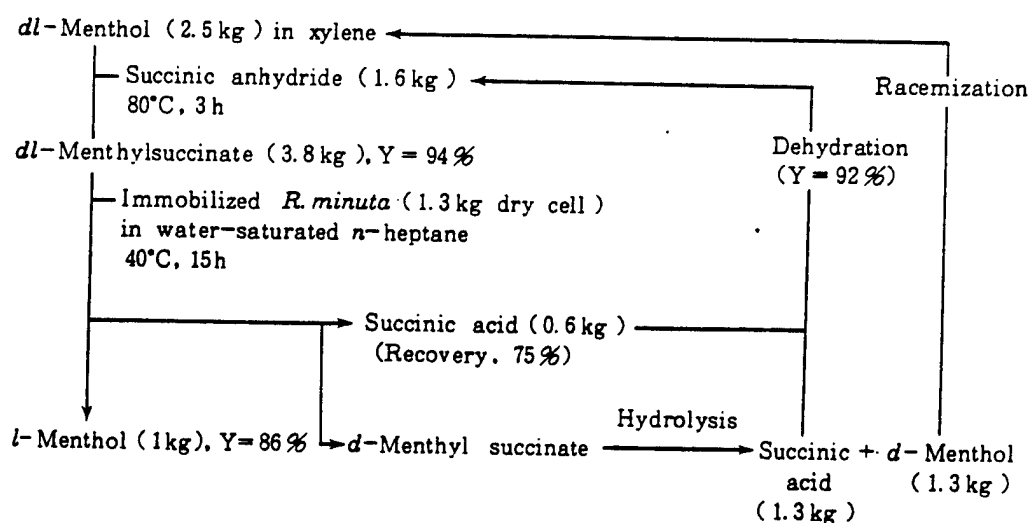 dl-Menthol (2.5 kg) in xylene
Succinic anhydride (1.6 kg)
80°C, 3 h
Racemization
dl-Menthylsuccinate (3.8 kg), Y = 94 %
Dehydration
(Y = 92 %)
Immobilized R. minuta (1.3 kg dry cell)
in water-saturated n-heptane
40°C, 15 h
Succinic acid (0.6 kg)
(Recovery. 75 %)
l-Menthol (1 kg), Y = 86 %
d-Menthyl succinate
Hydrolysis
Succinic + d-Menthol
acid (1.3 kg)
(1.3 kg)